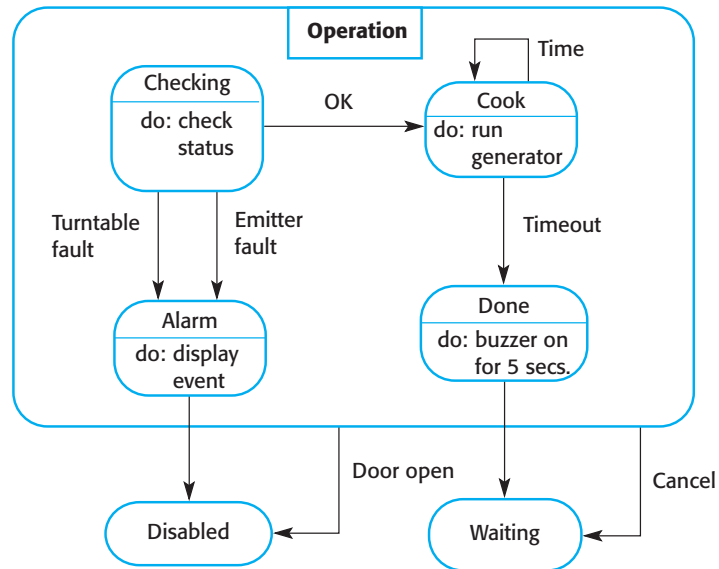 Operation
Time
Checking
do: check
status
OK
Cook
do: run
generator
Turntable
fault
Emitter
fault
Timeout
Alarm
do: display
event
Done
do: buzzer on
for 5 secs.
Door open
Cancel
Disabled
Waiting